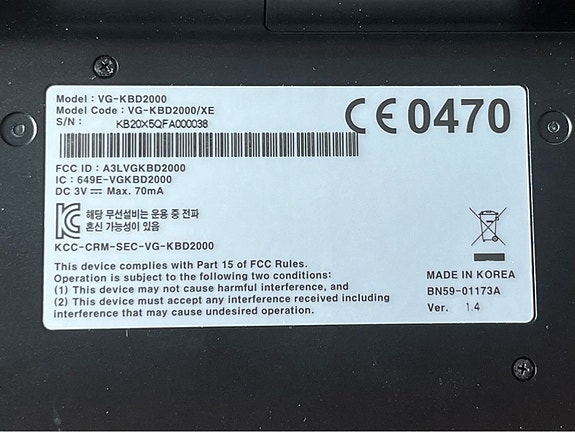 Model : VG-KBD2000
Model Code : VG-KBD2000/XE
S/N : KB20X5QFA000038
CE0470
FCC ID : A3LVGKBD2000
IC : 649E-VGKBD2000
DC 3V⎓ Max. 70mA
해당 무선설비는 운용 중 전파
혼신 가능성이 있음
KCC-CRM-SEC-VG-KBD2000
This device complies with Part 15 of FCC Rules.
Operation is subject to the following two conditions:
(1) This device may not cause harmful interference, and
(2) This device must accept any interference received including
interference that may cause undesired operation.
MADE IN KOREA
BN59-01173A
Ver. 1.4